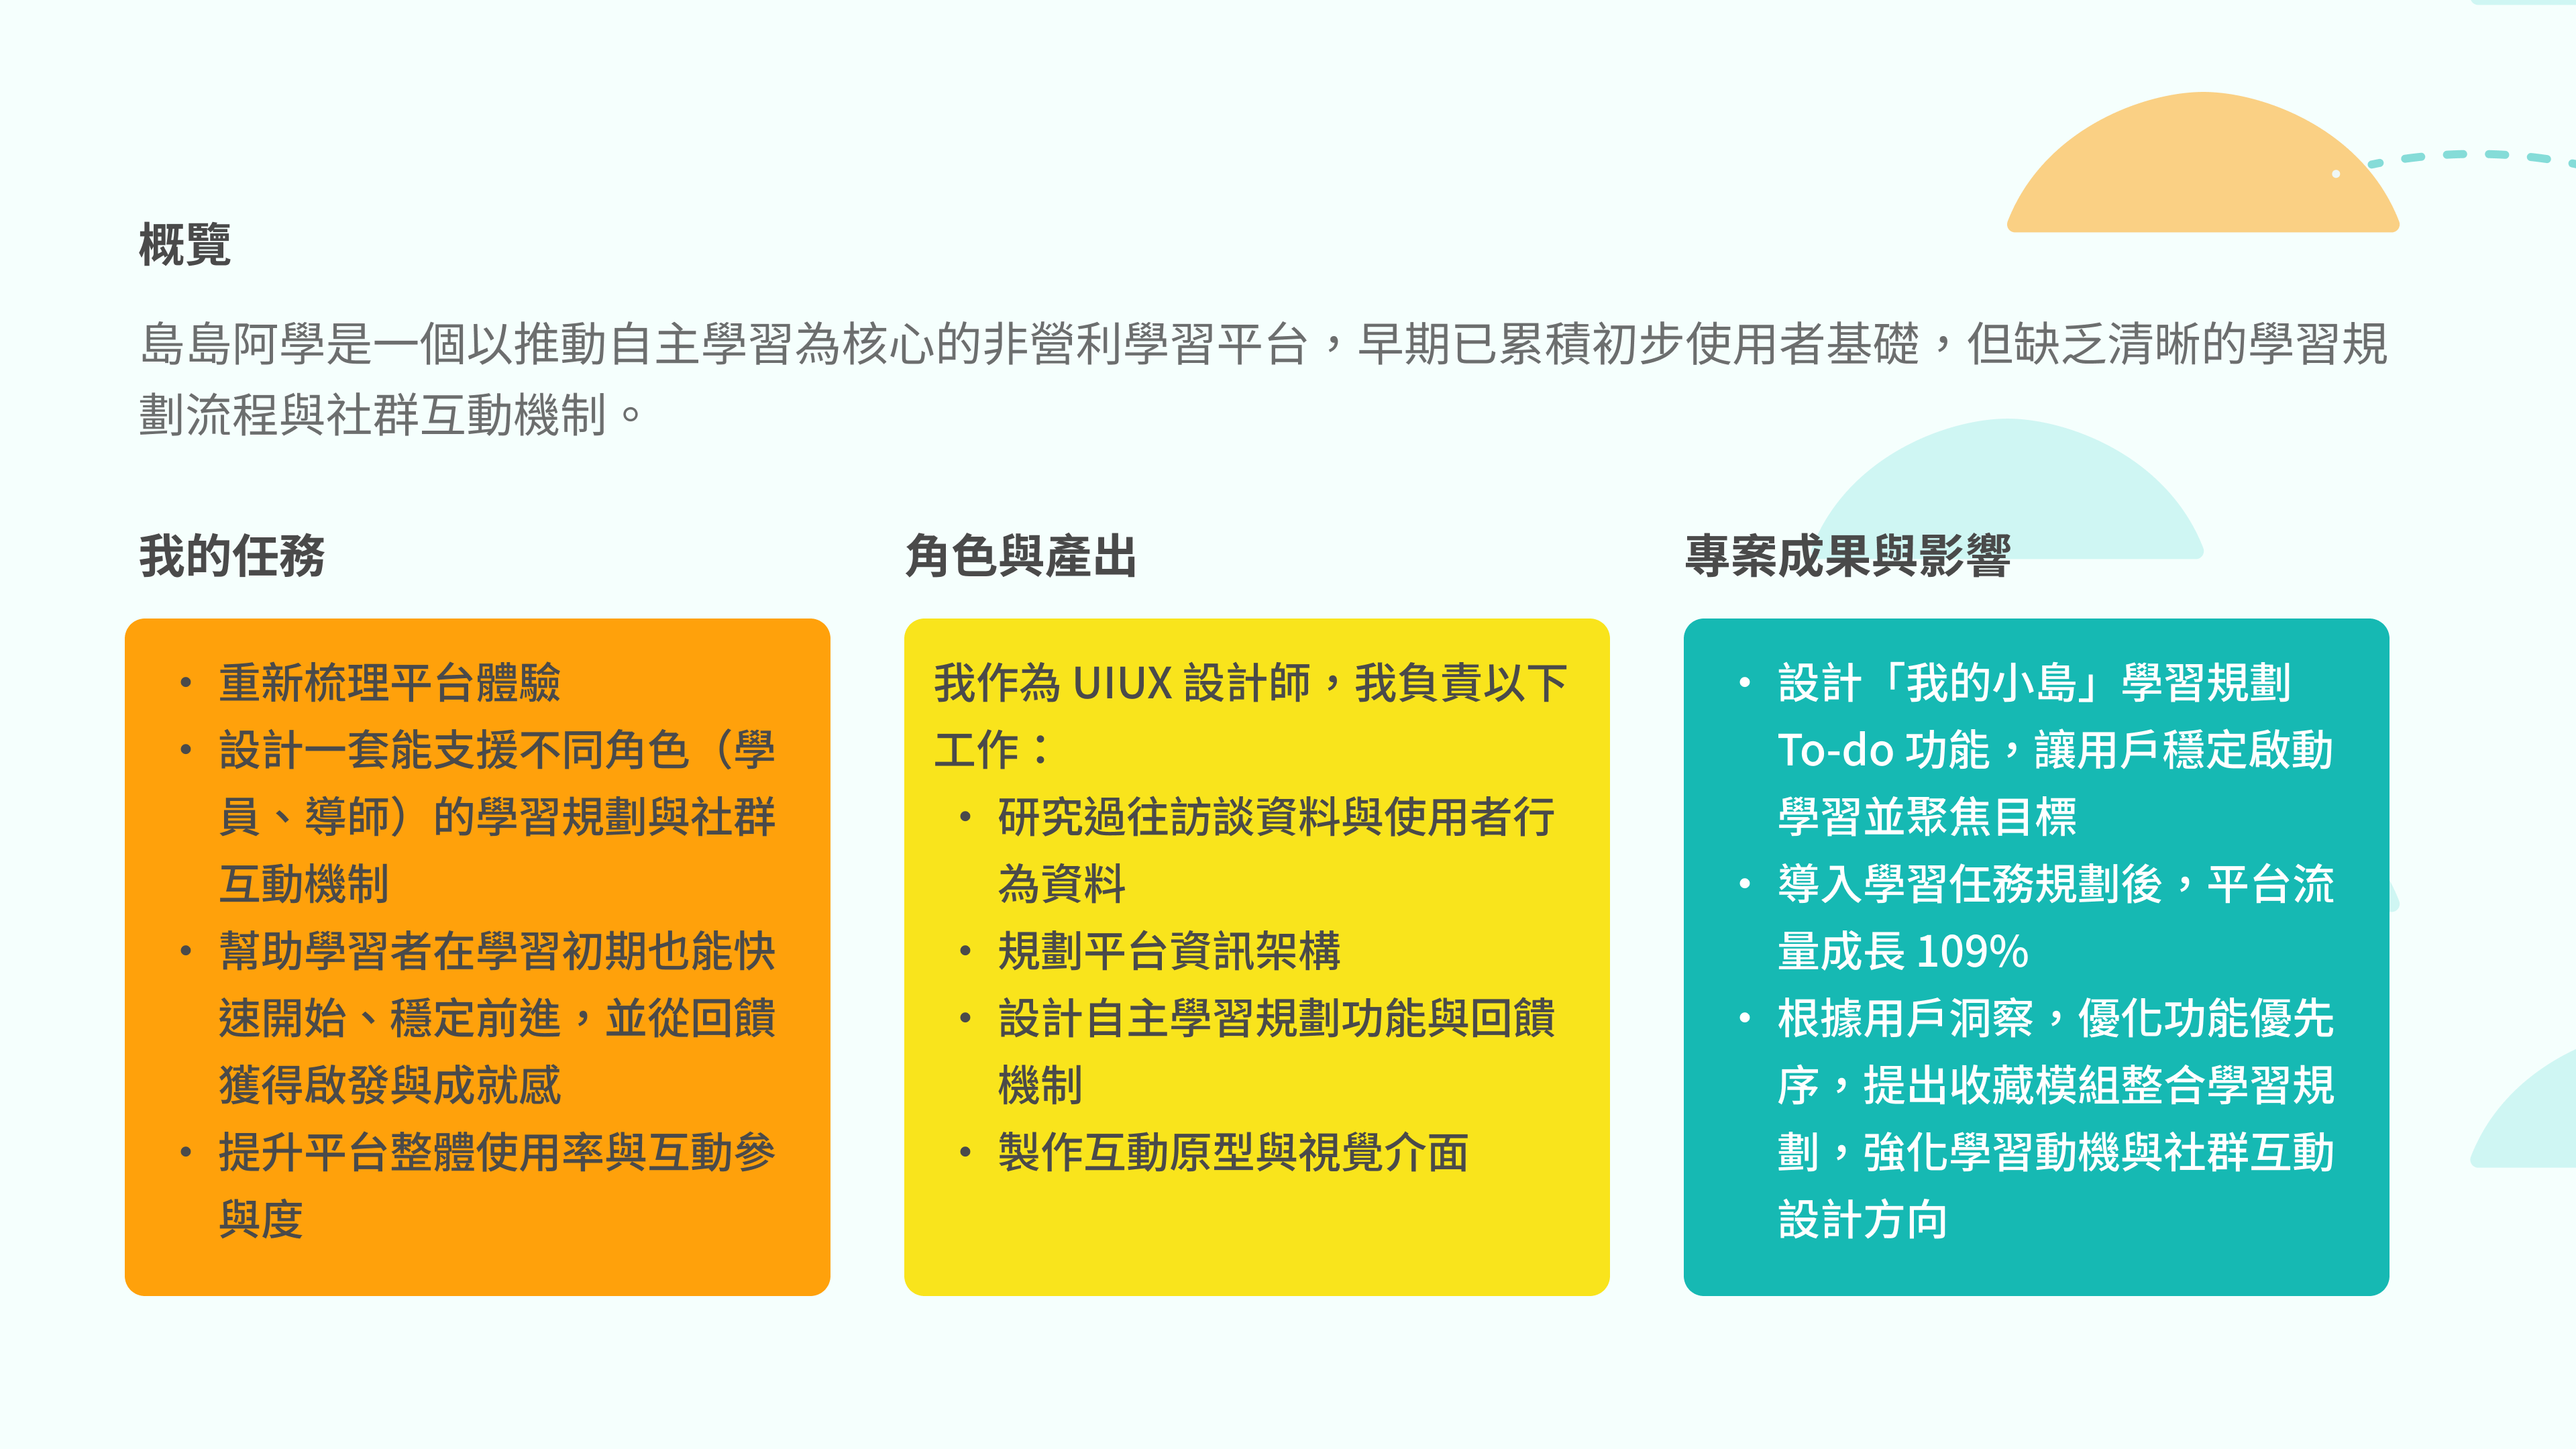 概覽
島島阿學是一個以推動自主學習為核心的非營利學習平台，早期已累積初步使用者基礎，但缺乏清晰的學習規
劃流程與社群互動機制。
我的任務
• 重新梳理平台體驗
• 設計一套能支援不同角色（學
員、導師）的學習規劃與社群
互動機制
• 幫助學習者在學習初期也能快
速開始、穩定前進，並從回饋
獲得啟發與成就感
• 提升平台整體使用率與互動參
與度
角色與產出
我作為 UIUX 設計師，我負責以下
工作：
• 研究過往訪談資料與使用者行
為資料
• 規劃平台資訊架構
• 設計自主學習規劃功能與回饋
機制
• 製作互動原型與視覺介面
專案成果與影響
• 設計「我的小島」學習規劃
To-do 功能，讓用戶穩定啟動
學習並聚焦目標
• 導入學習任務規劃後，平台流
量成長 109%
• 根據用戶洞察，優化功能優先
序，提出收藏模組整合學習規
劃，強化學習動機與社群互動
設計方向